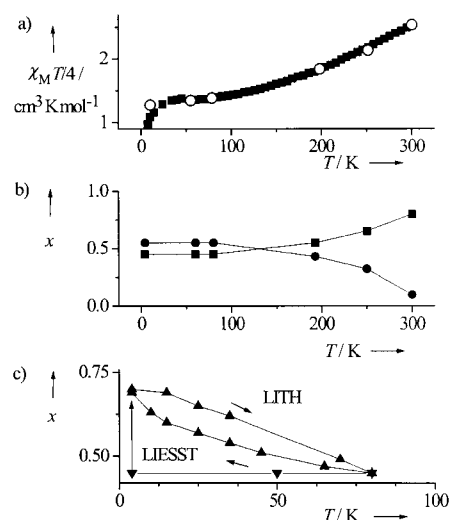 a)
χMT/4 /
cm³ K mol⁻¹
2
1
0
100
200
300
T / K
b)
x
1.0
0.5
0.0
0
100
200
300
T / K
c)
x
0.75
0.50
LITH
LIESST
0
50
100
T / K